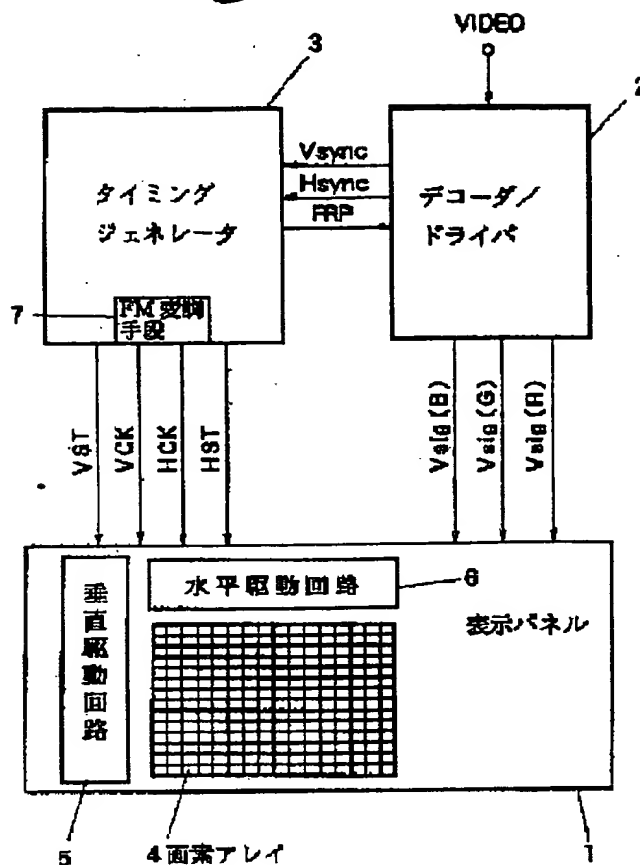 VIDEO
3
2
タイミング
ジェネレータ
Vsync
Hsync
FRP
デコーダ/
ドライバ
7
FM変調
手段
VST
VCK
HCK
HST
Vsig(B)
Vsig(G)
Vsig(R)
垂直駆動回路
水平駆動回路
6
表示パネル
5
4画素アレイ
1